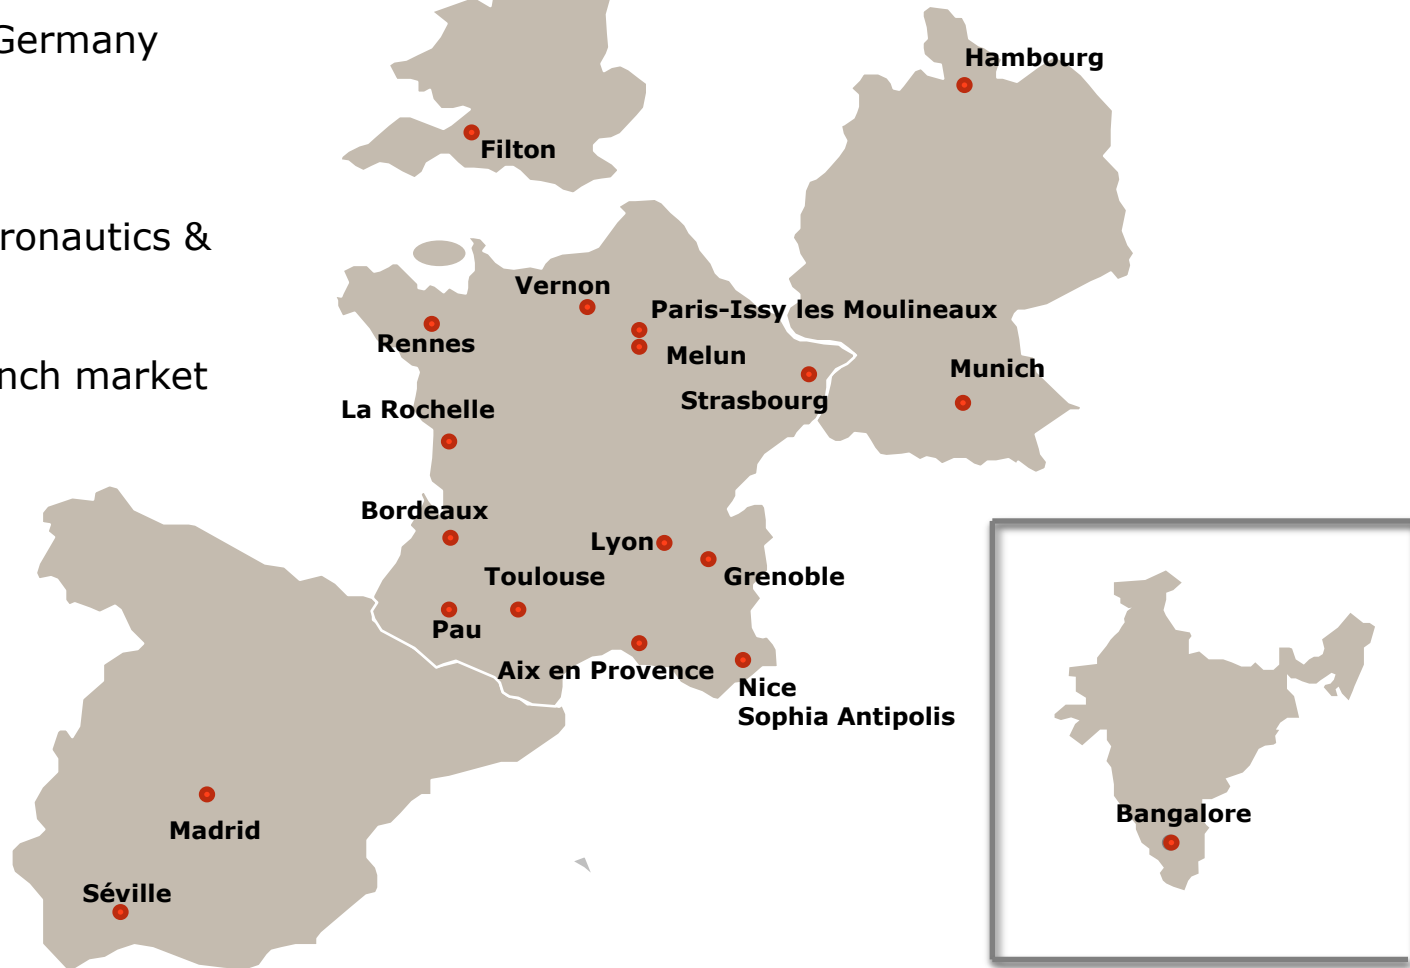 Germany
ronautics &
nch market
Hambourg
Filton
Vernon
Paris-Issy les Moulineaux
Rennes
Melun
Munich
Strasbourg
La Rochelle
Bordeaux
Lyon
Toulouse
Grenoble
Pau
Aix en Provence
Nice
Sophia Antipolis
Madrid
Bangalore
Séville